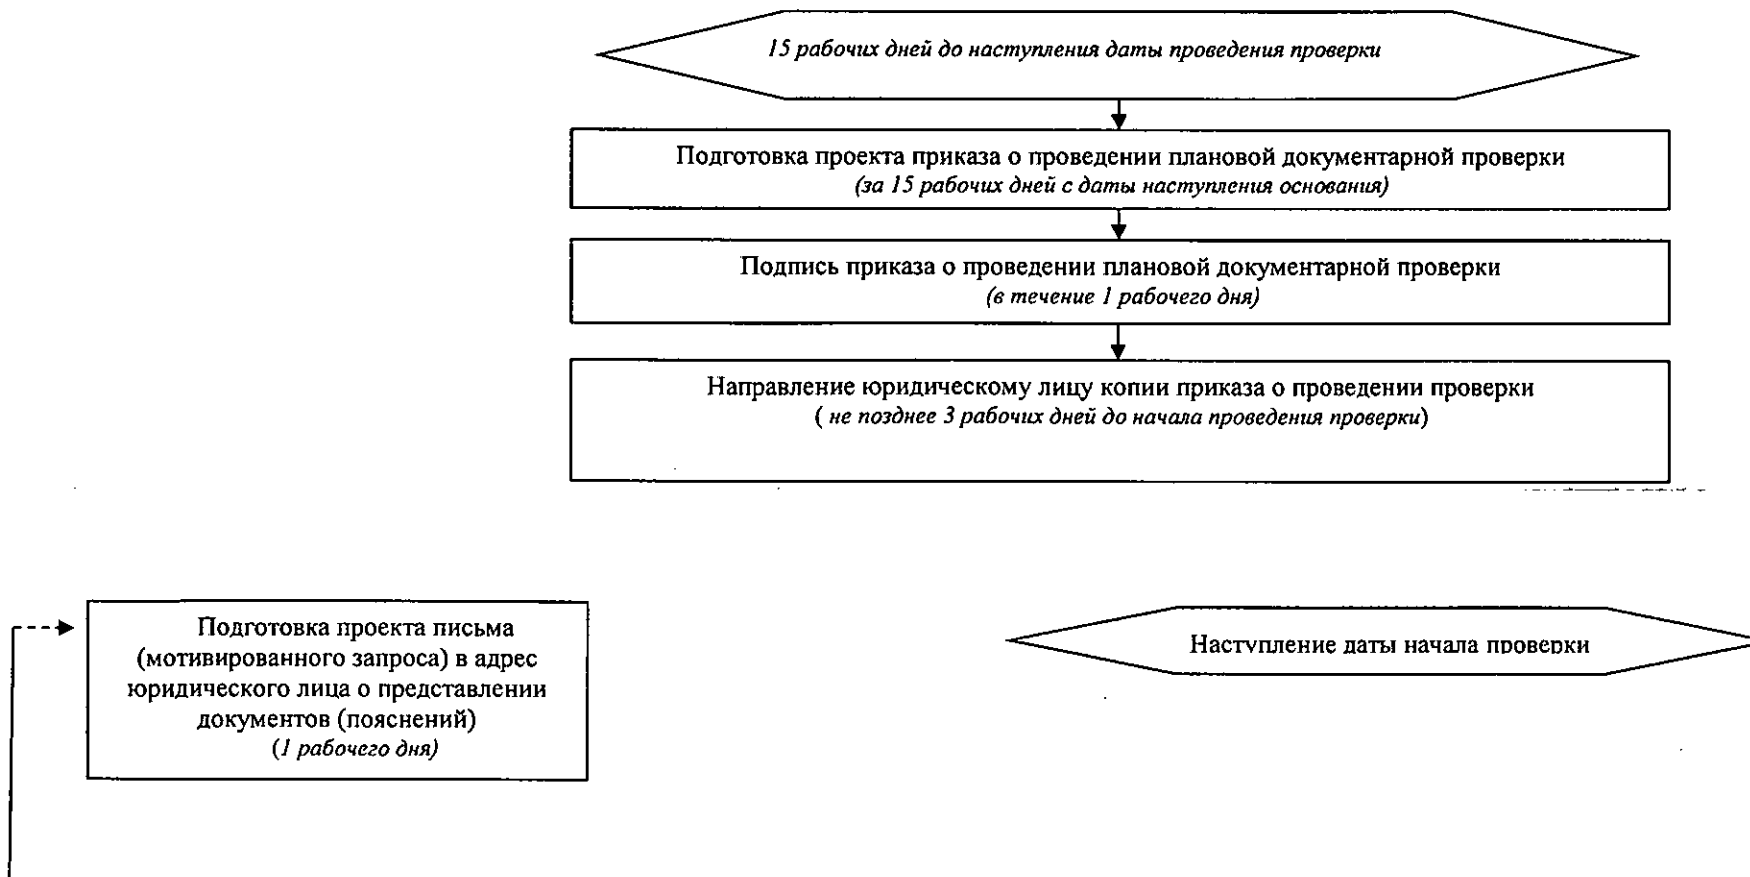 15 рабочих дней до наступления даты проведения проверки
Подготовка проекта приказа о проведении плановой документарной проверки
(за 15 рабочих дней с даты наступления основания)
Подпись приказа о проведении плановой документарной проверки
(в течение 1 рабочего дня)
Направление юридическому лицу копии приказа о проведении проверки
( не позднее 3 рабочих дней до начала проведения проверки)
Подготовка проекта письма
(мотивированного запроса) в адрес
юридического лица о представлении
документов (пояснений)
(1 рабочего дня)
Наступление даты начала проверки